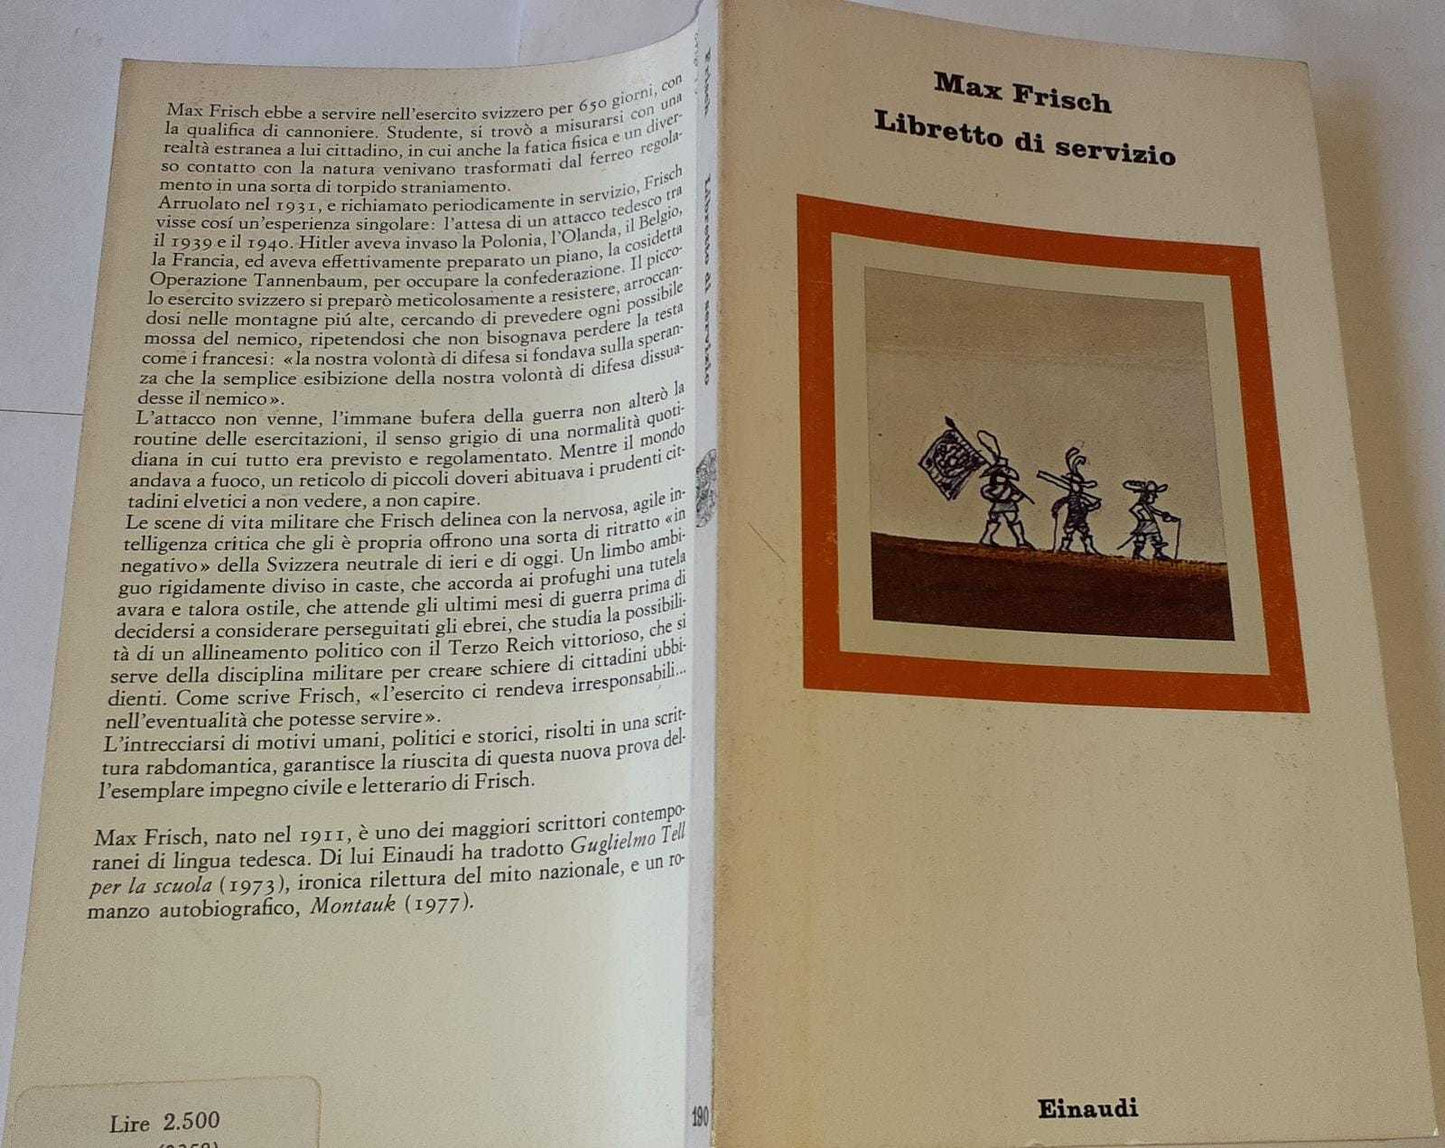 Max Frisch ebbe a servire nell'esercito svizzero per 650 giorni, con
la qualifica di cannoniere. Studente, si trovò a misurarsi con una
realtà estranea a lui cittadino, in cui anche la fatica fisica e un diver-
so contatto con la natura venivano trasformati dal ferreo regola-
mento in una sorta di torpido straniamento.
Arruolato nel 1931, e richiamato periodicamente in servizio, Frisch
visse cosí un'esperienza singolare: l'attesa di un attacco tedesco tra
il 1939 e il 1940. Hitler aveva invaso la Polonia, l'Olanda, il Belgio,
la Francia, ed aveva effettivamente preparato un piano, la cosidetta
Operazione Tannenbaum, per occupare la confederazione. Il picco-
lo esercito svizzero si preparò meticolosamente a resistere, arroccan-
dosi nelle montagne piú alte, cercando di prevedere ogni possibile
mossa del nemico, ripetendosi che non bisognava perdere la testa
come i francesi: «la nostra volontà di difesa si fondava sulla speran-
za che la semplice esibizione della nostra volontà di difesa dissua-
desse il nemico».
L'attacco non venne, l'immane bufera della guerra non alterò la
routine delle esercitazioni, il senso grigio di una normalità quoti-
diana in cui tutto era previsto e regolamentato. Mentre il mondo
andava a fuoco, un reticolo di piccoli doveri abituava i prudenti cit-
tadini elvetici a non vedere, a non capire.
Le scene di vita militare che Frisch delinea con la nervosa, agile in-
telligenza critica che gli è propria offrono una sorta di ritratto «in
negativo» della Svizzera neutrale di ieri e di oggi. Un limbo ambi-
guo rigidamente diviso in caste, che accorda ai profughi una tutela
avara e talora ostile, che attende gli ultimi mesi di guerra prima di
decidersi a considerare perseguitati gli ebrei, che studia la possibili-
tà di un allineamento politico con il Terzo Reich vittorioso, che si
serve della disciplina militare per creare schiere di cittadini ubbi-
dienti. Come scrive Frisch, «l'esercito ci rendeva irresponsabili...
nell'eventualità che potesse servire».
L'intrecciarsi di motivi umani, politici e storici, risolti in una scrit-
tura rabdomantica, garantisce la riuscita di questa nuova prova del-
l'esemplare impegno civile e letterario di Frisch.
Max Frisch, nato nel 1911, è uno dei maggiori scrittori contempo-
ranei di lingua tedesca. Di lui Einaudi ha tradotto Guglielmo Tell
per la scuola (1973), ironica rilettura del mito nazionale, e un ro-
manzo autobiografico, Montauk (1977).
Lire 2.500
Frisch Libretto di servizio
190
Max Frisch
Libretto di servizio
Einaudi